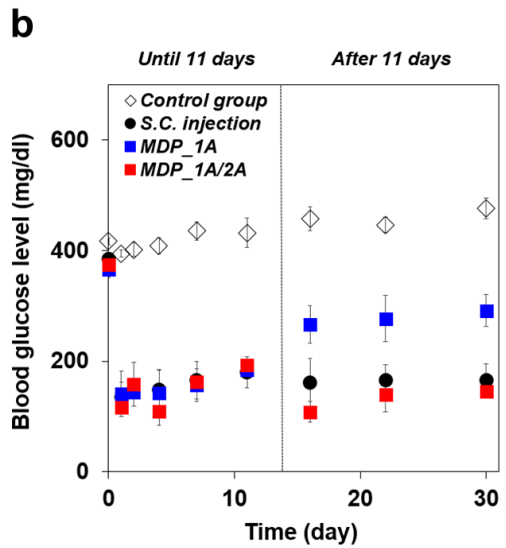 b
Until 11 days
After 11 days
Control group
S.C. injection
MDP_1A
MDP_1A/2A
Blood glucose level (mg/dl)
600
400
200
0
0
10
20
30
Time (day)